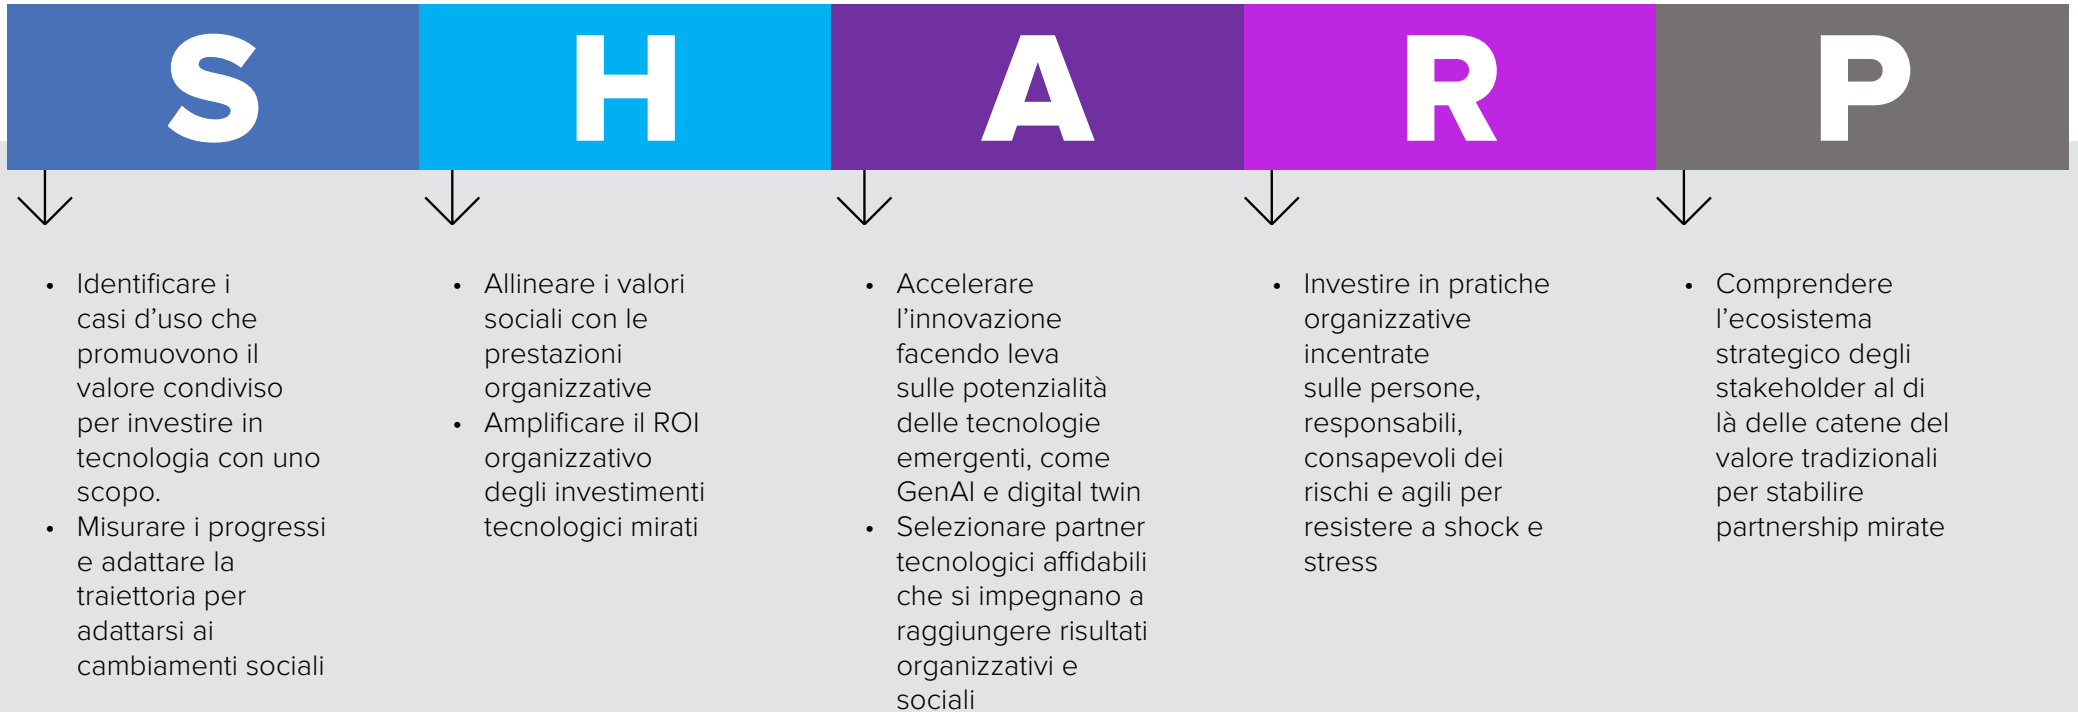 S
H
A
R
P
• Identificare i
casi d’uso che
promuovono il
valore condiviso
per investire in
tecnologia con uno
scopo.
• Misurare i progressi
e adattare la
traiettoria per
adattarsi ai
cambiamenti sociali
• Allineare i valori
sociali con le
prestazioni
organizzative
• Amplificare il ROI
organizzativo
degli investimenti
tecnologici mirati
• Accelerare
l’innovazione
facendo leva
sulle potenzialità
delle tecnologie
emergenti, come
GenAI e digital twin
• Selezionare partner
tecnologici affidabili
che si impegnano a
raggiungere risultati
organizzativi e
sociali
• Investire in pratiche
organizzative
incentrate
sulle persone,
responsabili,
consapevoli dei
rischi e agili per
resistere a shock e
stress
• Comprendere
l’ecosistema
strategico degli
stakeholder al di
là delle catene del
valore tradizionali
per stabilire
partnership mirate